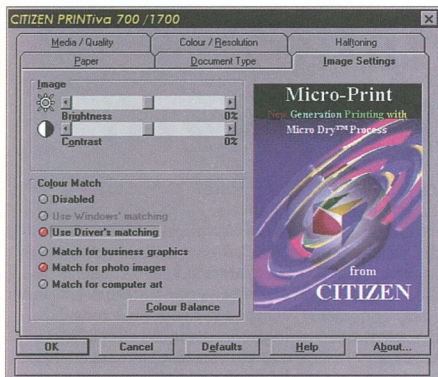 CITIZEN PRINTiva 700 /1700
Media / Quality
Colour / Resolution
Halftoning
Paper
Document Type
Image Settings
Image
Brightness 0%
Contrast 0%
Colour Match
Disabled
Use Windows' matching
Use Driver's matching
Match for business graphics
Match for photo images
Match for computer art
Colour Balance
Micro-Print
New Generation Printing with
Micro Dry™ Process
from
CITIZEN
OK
Cancel
Defaults
Help
About...